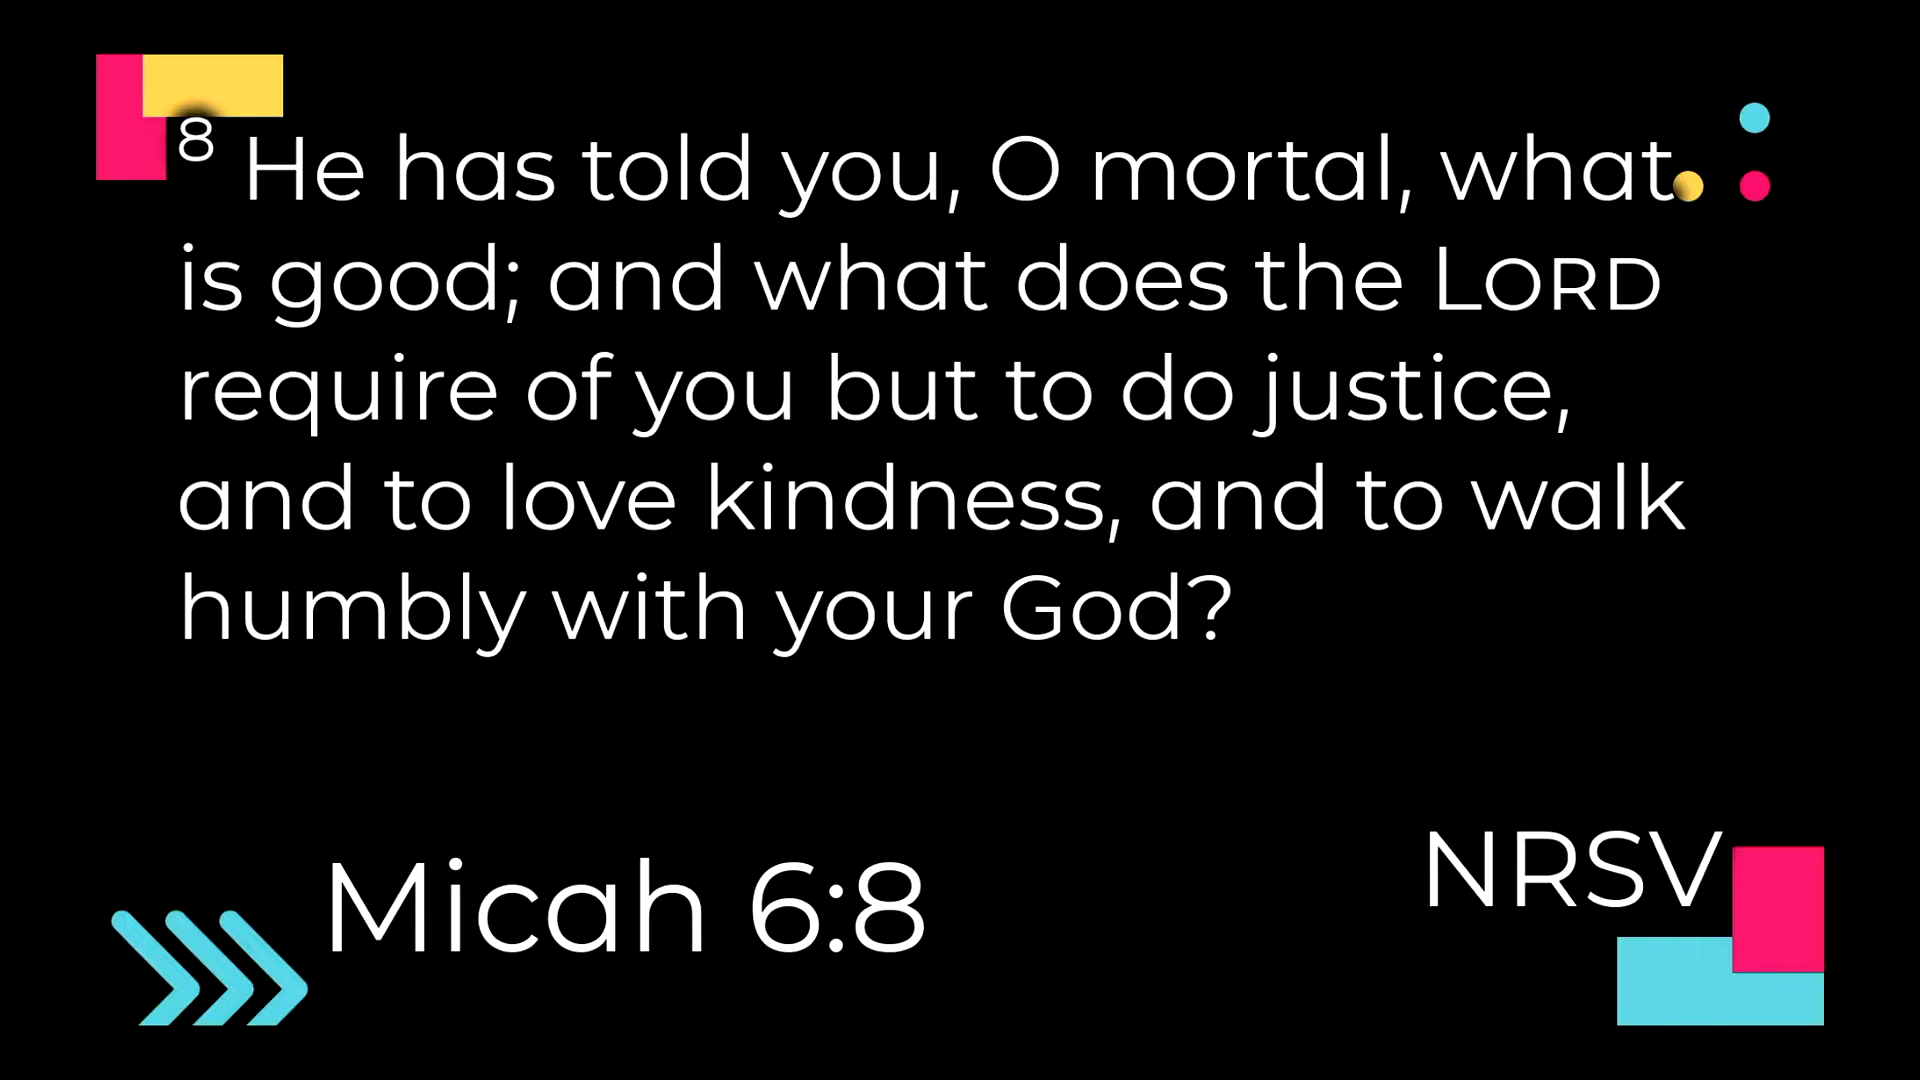 8 He has told you, O mortal, what
is good; and what does the LORD
require of you but to do justice,
and to love kindness, and to walk
humbly with your God?
Micah 6:8
NRSV